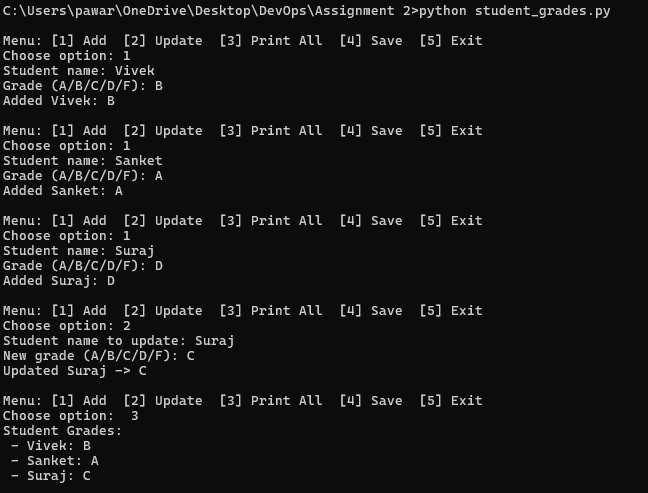 C:\Users\pawar\OneDrive\Desktop\DevOps\Assignment 2>python student_grades.py
Menu: [1] Add  [2] Update  [3] Print All  [4] Save  [5] Exit
Choose option: 1
Student name: Vivek
Grade (A/B/C/D/F): B
Added Vivek: B
Menu: [1] Add  [2] Update  [3] Print All  [4] Save  [5] Exit
Choose option: 1
Student name: Sanket
Grade (A/B/C/D/F): A
Added Sanket: A
Menu: [1] Add  [2] Update  [3] Print All  [4] Save  [5] Exit
Choose option: 1
Student name: Suraj
Grade (A/B/C/D/F): D
Added Suraj: D
Menu: [1] Add  [2] Update  [3] Print All  [4] Save  [5] Exit
Choose option: 2
Student name to update: Suraj
New grade (A/B/C/D/F): C
Updated Suraj -> C
Menu: [1] Add  [2] Update  [3] Print All  [4] Save  [5] Exit
Choose option:  3
Student Grades:
 - Vivek: B
 - Sanket: A
 - Suraj: C